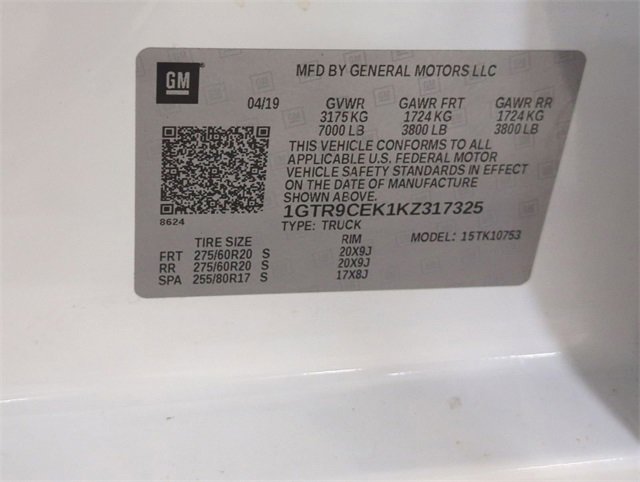 GM
MFD BY GENERAL MOTORS LLC
04/19 GVWR GAWR FRT GAWR RR
3175 KG 1724 KG 1724 KG
7000 LB 3800 LB 3800 LB
THIS VEHICLE CONFORMS TO ALL
APPLICABLE U.S. FEDERAL MOTOR
VEHICLE SAFETY STANDARDS IN EFFECT
ON THE DATE OF MANUFACTURE
SHOWN ABOVE.
1GTR9CEK1KZ317325
8624
TYPE: TRUCK
MODEL: 15TK10753
TIRE SIZE RIM
FRT 275/60R20 S 20X9J
RR 275/60R20 S 20X9J
SPA 255/80R17 S 17X8J